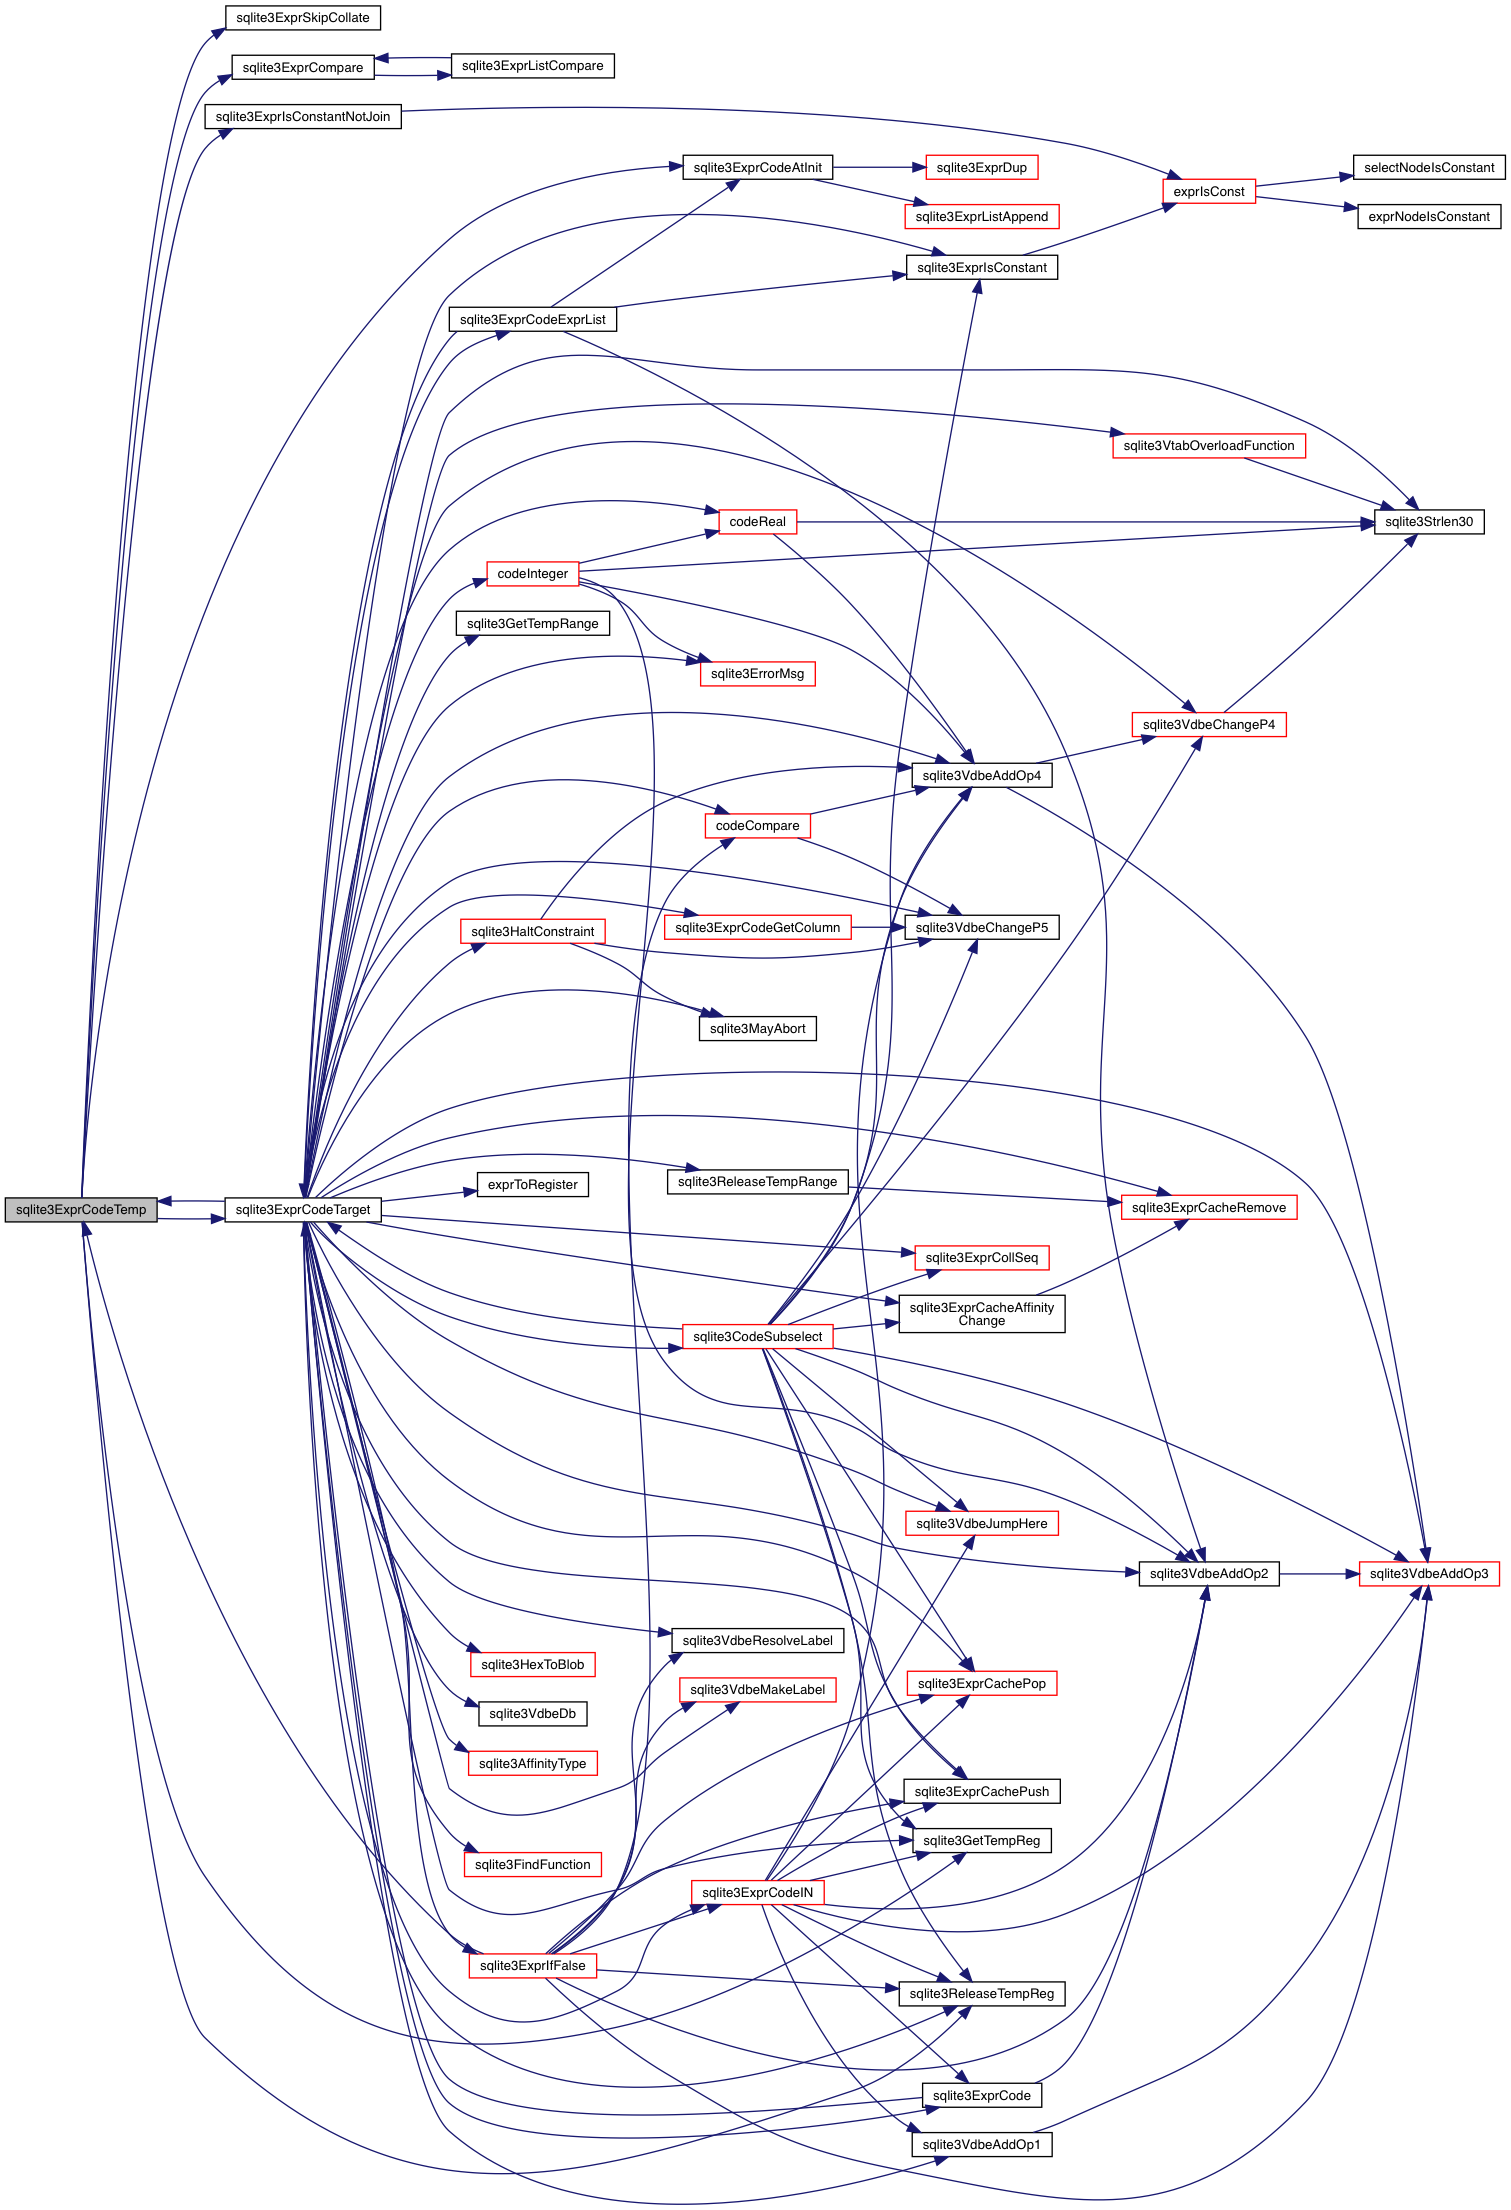 sqlite3ExprSkipCollate
sqlite3ExprCompare
sqlite3ExprListCompare
sqlite3ExprIsConstantNotJoin
sqlite3ExprCodeAtInit
sqlite3ExprDup
selectNodeIsConstant
exprIsConst
sqlite3ExprListAppend
exprNodeIsConstant
sqlite3ExprIsConstant
sqlite3ExprCodeExprList
sqlite3VtabOverloadFunction
codeReal
sqlite3Strlen30
codeInteger
sqlite3GetTempRange
sqlite3ErrorMsg
sqlite3VdbeChangeP4
sqlite3VdbeAddOp4
codeCompare
sqlite3HaltConstraint
sqlite3ExprCodeGetColumn
sqlite3VdbeChangeP5
sqlite3MayAbort
exprToRegister
sqlite3ReleaseTempRange
sqlite3ExprCodeTemp
sqlite3ExprCodeTarget
sqlite3ExprCacheRemove
sqlite3ExprCollSeq
sqlite3ExprCacheAffinity
Change
sqlite3CodeSubselect
sqlite3VdbeJumpHere
sqlite3VdbeAddOp2
sqlite3VdbeAddOp3
sqlite3VdbeResolveLabel
sqlite3HexToBlob
sqlite3VdbeMakeLabel
sqlite3ExprCachePop
sqlite3VdbeDb
sqlite3AffinityType
sqlite3ExprCachePush
sqlite3GetTempReg
sqlite3FindFunction
sqlite3ExprCodeIN
sqlite3ExprIfFalse
sqlite3ReleaseTempReg
sqlite3ExprCode
sqlite3VdbeAddOp1